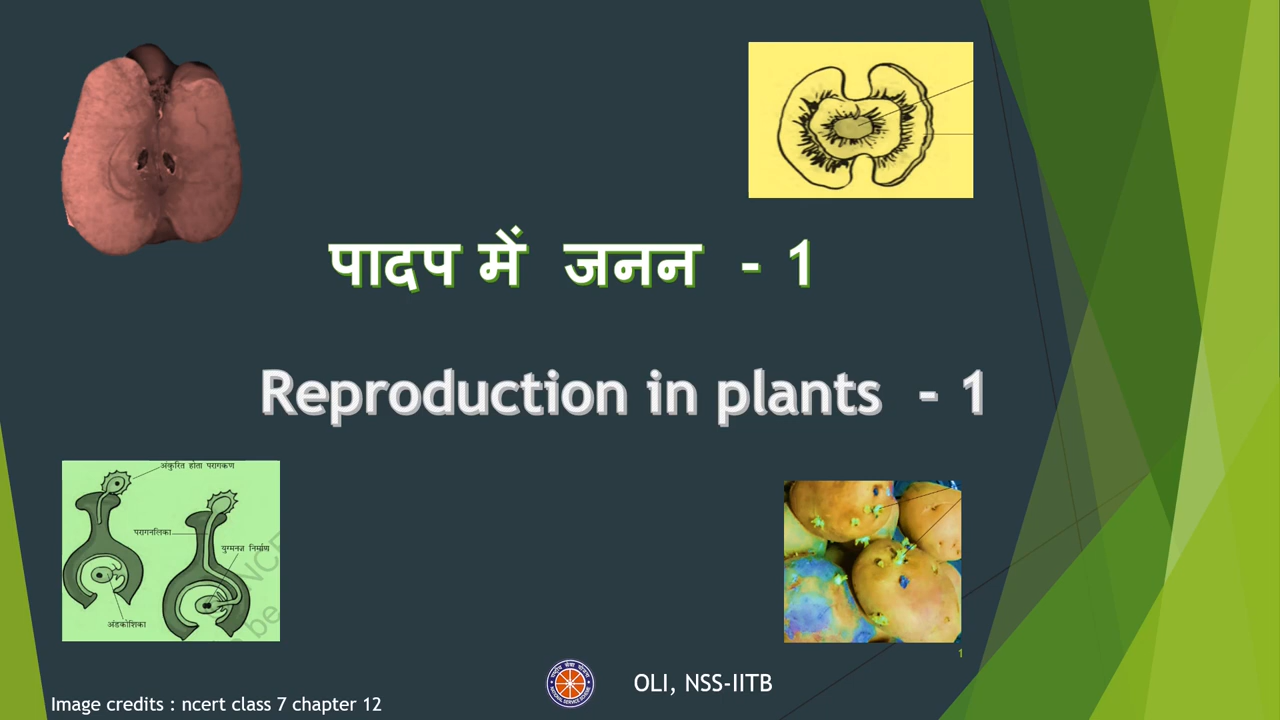 पादप में जनन - 1
Reproduction in plants - 1
अंकुरित होता परागकण
परागनलिका
युग्मनज निर्माण
अंडकोशिका
1
OLI, NSS-IITB
Image credits : ncert class 7 chapter 12